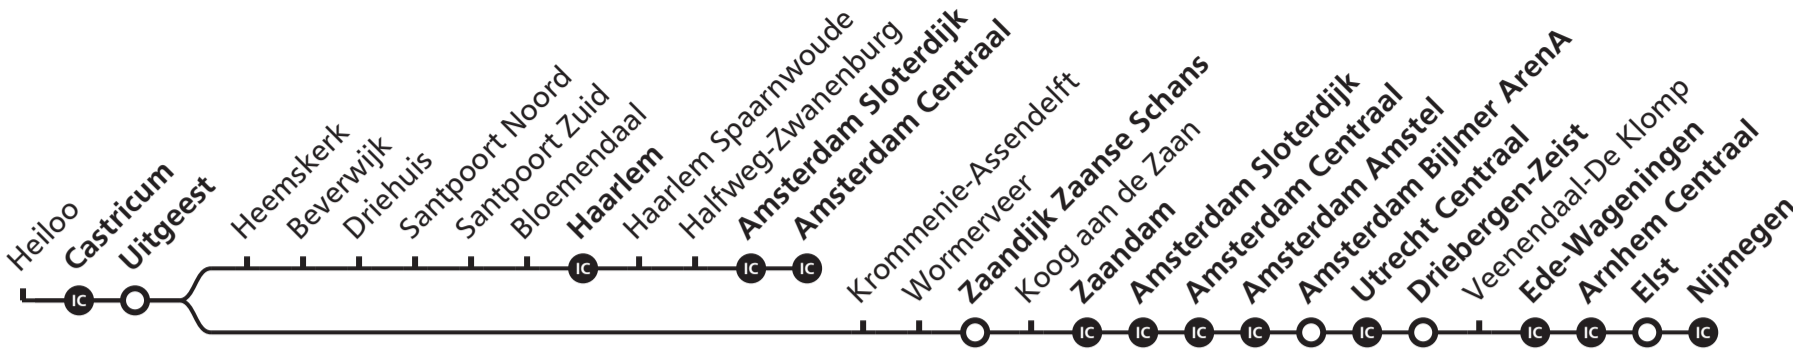 Heiloo
Castricum
Uitgeest
Heemskerk
Beverwijk
Driehuis
Santpoort Noord
Santpoort Zuid
Bloemendaal
Haarlem
Haarlem Spaarnwoude
Halfweg-Zwanenburg
Amsterdam Sloterdijk
Amsterdam Centraal
Krommenie-Assendelft
Wormerveer
Zaandijk Zaanse Schans
Koog aan de Zaan
Zaandam
Amsterdam Sloterdijk
Amsterdam Centraal
Amsterdam Amstel
Amsterdam Bijlmer ArenA
Utrecht Centraal
Driebergen-Zeist
Veenendaal-De Klomp
Ede-Wageningen
Arnhem Centraal
Elst
Nijmegen
IC
IC
IC
IC
IC
IC
IC
IC
IC
IC
IC
IC